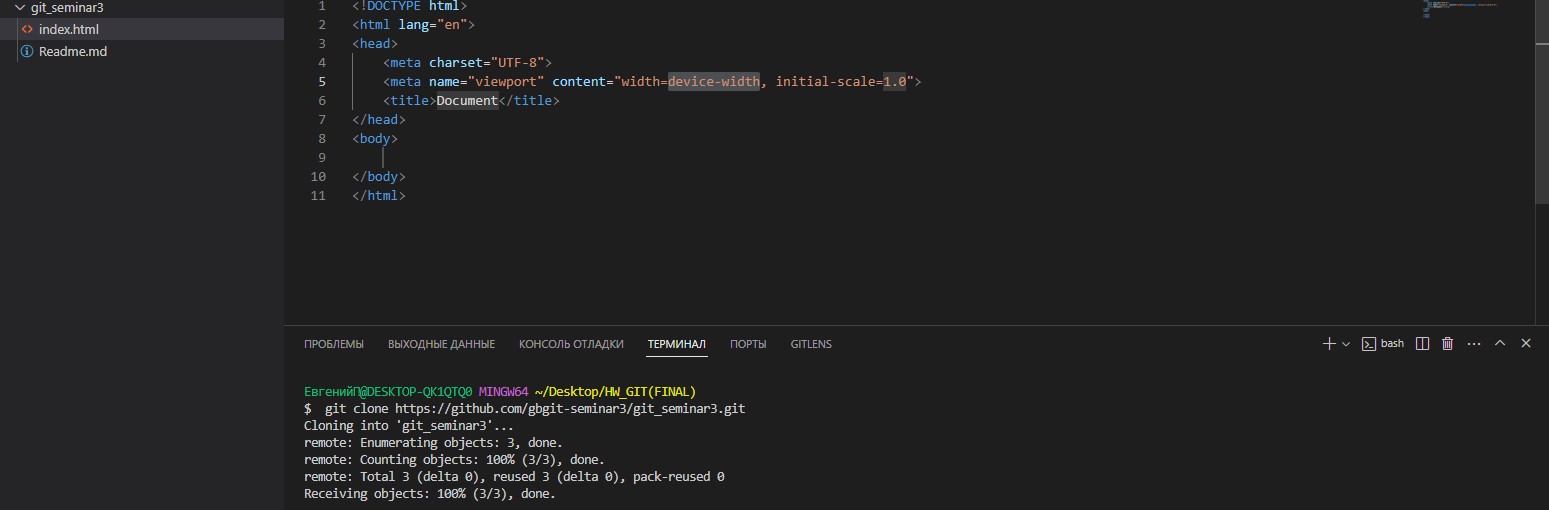 git_seminar3
index.html
Readme.md
1 <!DOCTYPE html>
2 <html lang="en">
3 <head>
4 <meta charset="UTF-8">
5 <meta name="viewport" content="width=device-width, initial-scale=1.0">
6 <title>Document</title>
7 </head>
8 <body>
9
10 </body>
11 </html>
ПРОБЛЕМЫ ВЫХОДНЫЕ ДАННЫЕ КОНСОЛЬ ОТЛАДКИ ТЕРМИНАЛ ПОРТЫ GITLENS bash
ЕвгенийП@DESKTOP-QK1QTQ0 MINGW64 ~/Desktop/HW_GIT(FINAL)
$ git clone https://github.com/gbgit-seminar3/git_seminar3.git
Cloning into 'git_seminar3'...
remote: Enumerating objects: 3, done.
remote: Counting objects: 100% (3/3), done.
remote: Total 3 (delta 0), reused 3 (delta 0), pack-reused 0
Receiving objects: 100% (3/3), done.